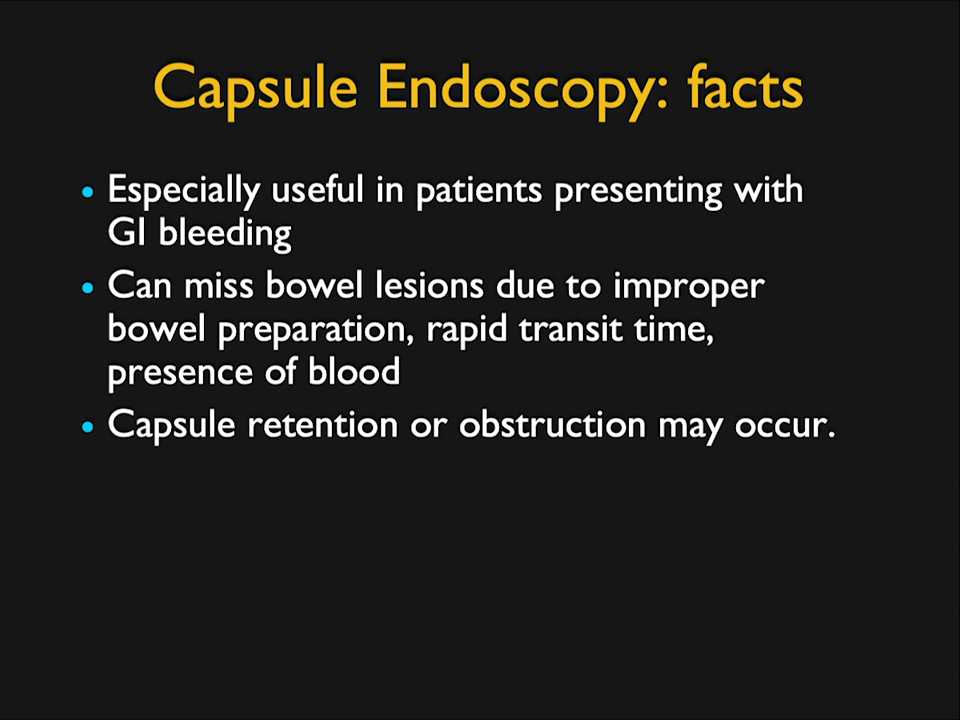 Capsule Endoscopy: facts
• Especially useful in patients presenting with
GI bleeding
• Can miss bowel lesions due to improper
bowel preparation, rapid transit time,
presence of blood
• Capsule retention or obstruction may occur.